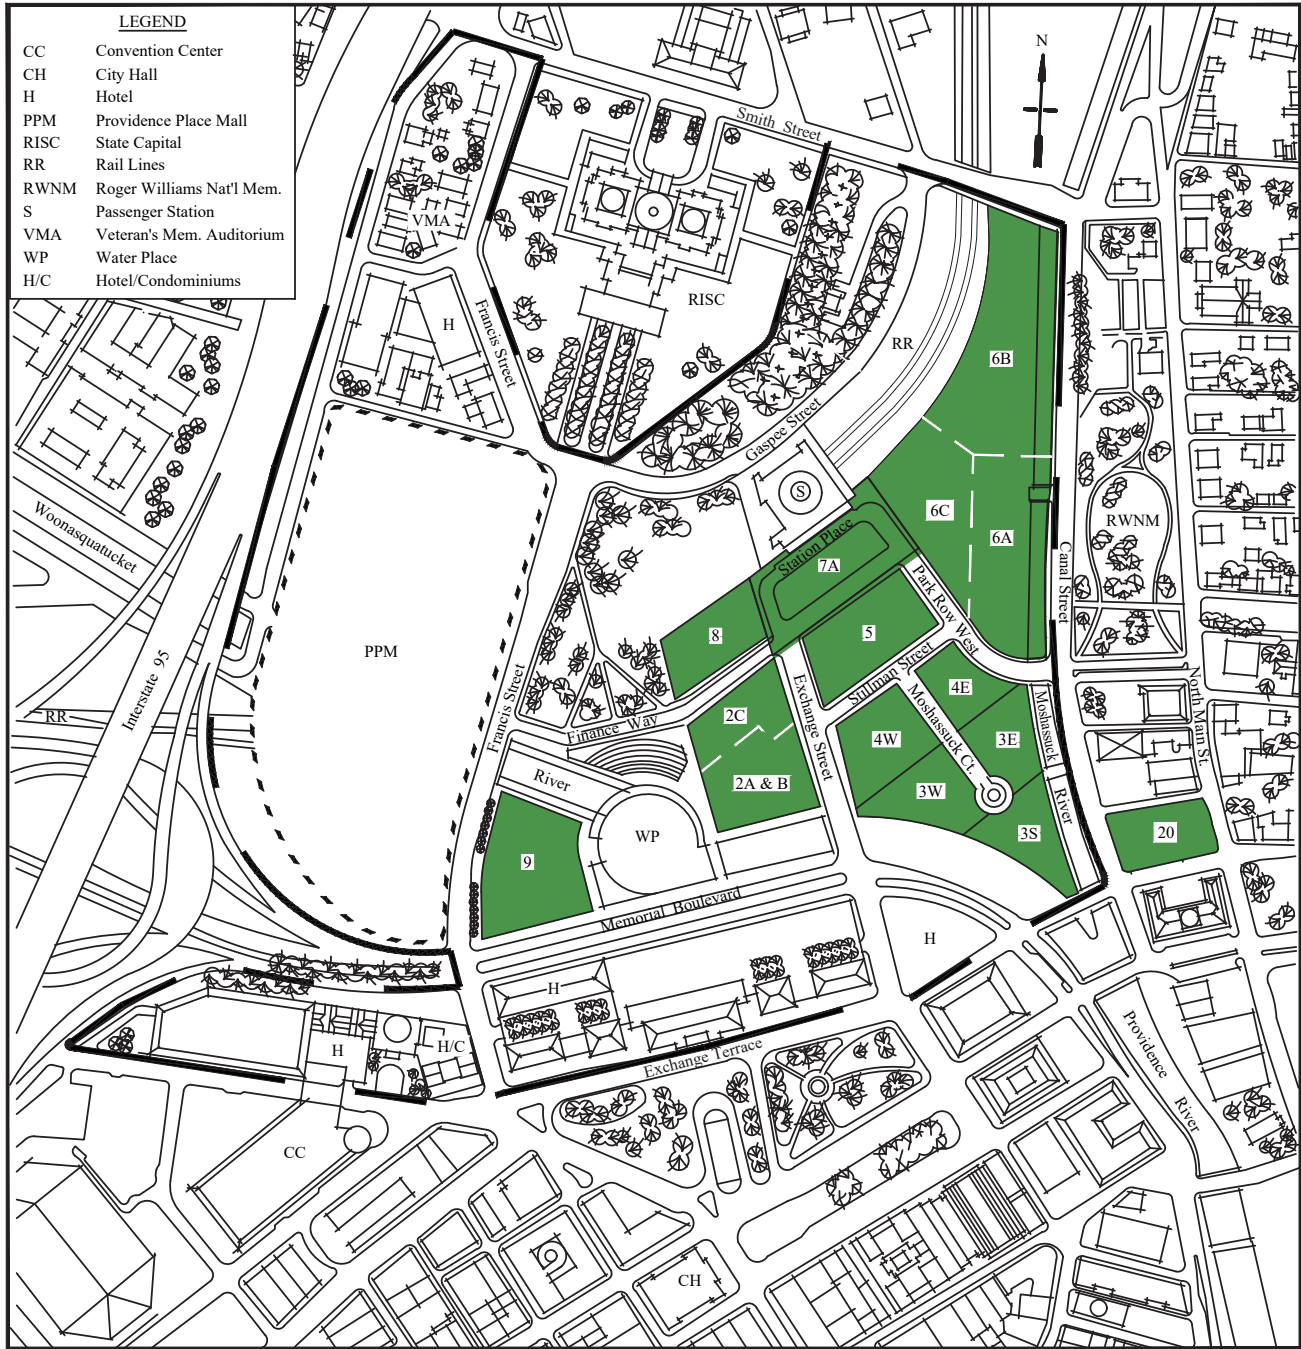 LEGEND
CC Convention Center
CH City Hall
H Hotel
PPM Providence Place Mall
RISC State Capital
RR Rail Lines
RWNM Roger Williams Nat'l Mem.
S Passenger Station
VMA Veteran's Mem. Auditorium
WP Water Place
H/C Hotel/Condominiums
N
Smith Street
VMA
RISC
H
Francis Street
RR
6B
Gaspee Street
S
Woonasquatucket
6C
6A
RWNM
Station Place
7A
Canal Street
Park Row West
8
5
PPM
Interstate 95
RR
Stillman Street
4E
Moshassuck Ct.
Moshassuck
River
North Main St.
Francis Street
Finance Way
2C
Exchange Street
4W
3E
River
2A & B
3W
WP
3S
20
9
Memorial Boulevard
H
H
H
H/C
Exchange Terrace
Providence
River
CC
CH